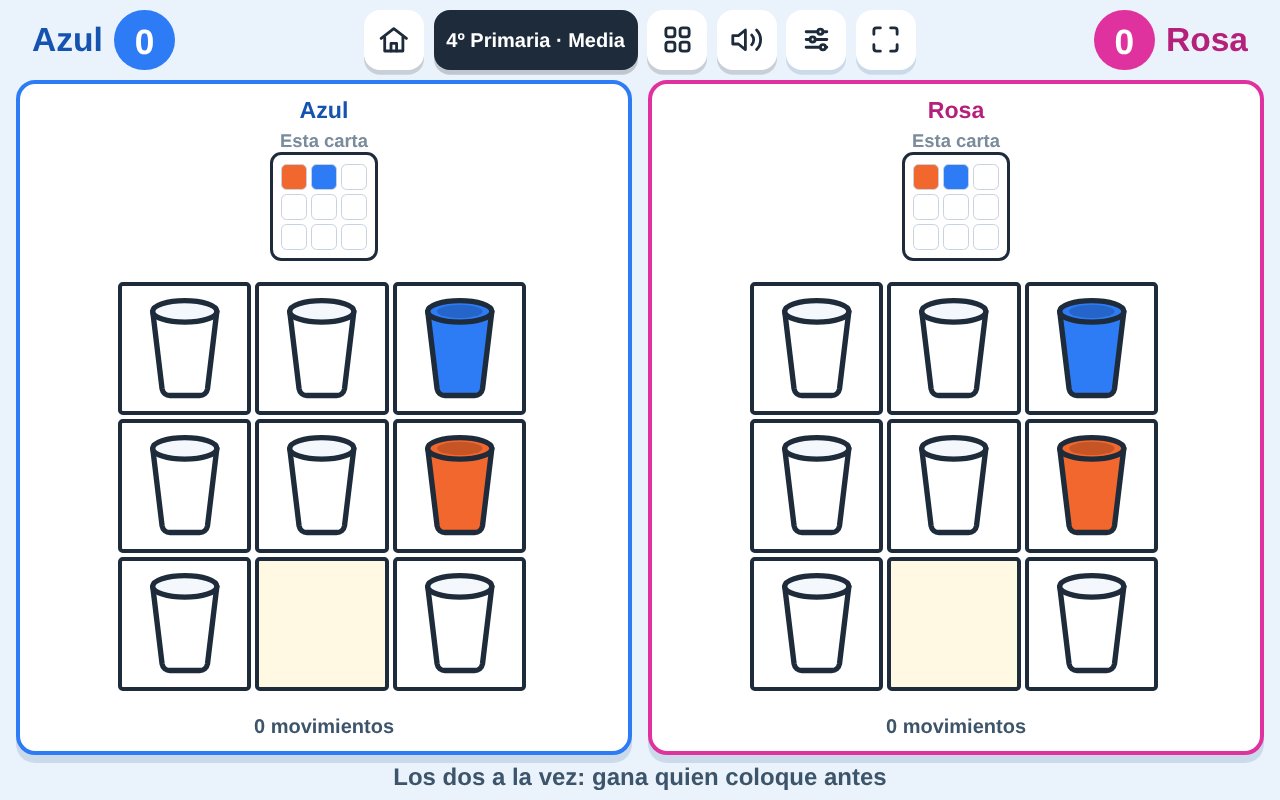 Azul 0
4º Primaria · Media
0 Rosa
Azul
Esta carta
0 movimientos
Rosa
Esta carta
0 movimientos
Los dos a la vez: gana quien coloque antes